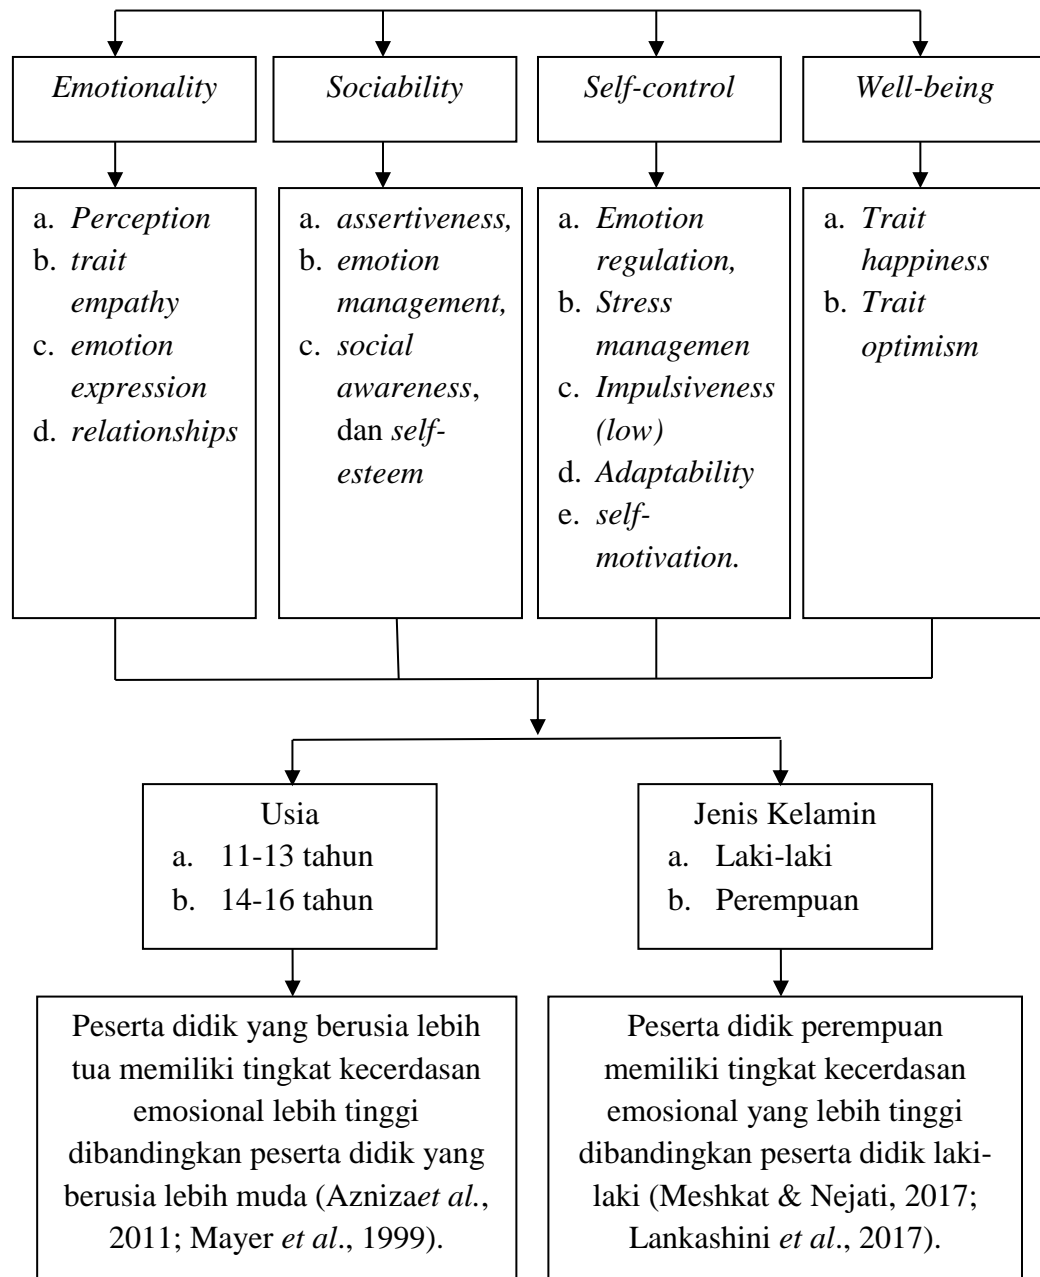 Emotionality
Sociability
Self-control
Well-being
a. Perception
b. trait
empathy
c. emotion
expression
d. relationships
a. assertiveness,
b. emotion
management,
c. social
awareness,
dan self-
esteem
a. Emotion
regulation,
b. Stress
managemen
c. Impulsiveness
(low)
d. Adaptability
e. self-
motivation.
a. Trait
happiness
b. Trait
optimism
Usia
a. 11-13 tahun
b. 14-16 tahun
Jenis Kelamin
a. Laki-laki
b. Perempuan
Peserta didik yang berusia lebih
tua memiliki tingkat kecerdasan
emosional lebih tinggi
dibandingkan peserta didik yang
berusia lebih muda (Aznizaet al.,
2011; Mayer et al., 1999).
Peserta didik perempuan
memiliki tingkat kecerdasan
emosional yang lebih tinggi
dibandingkan peserta didik laki-
laki (Meshkat & Nejati, 2017;
Lankashini et al., 2017).